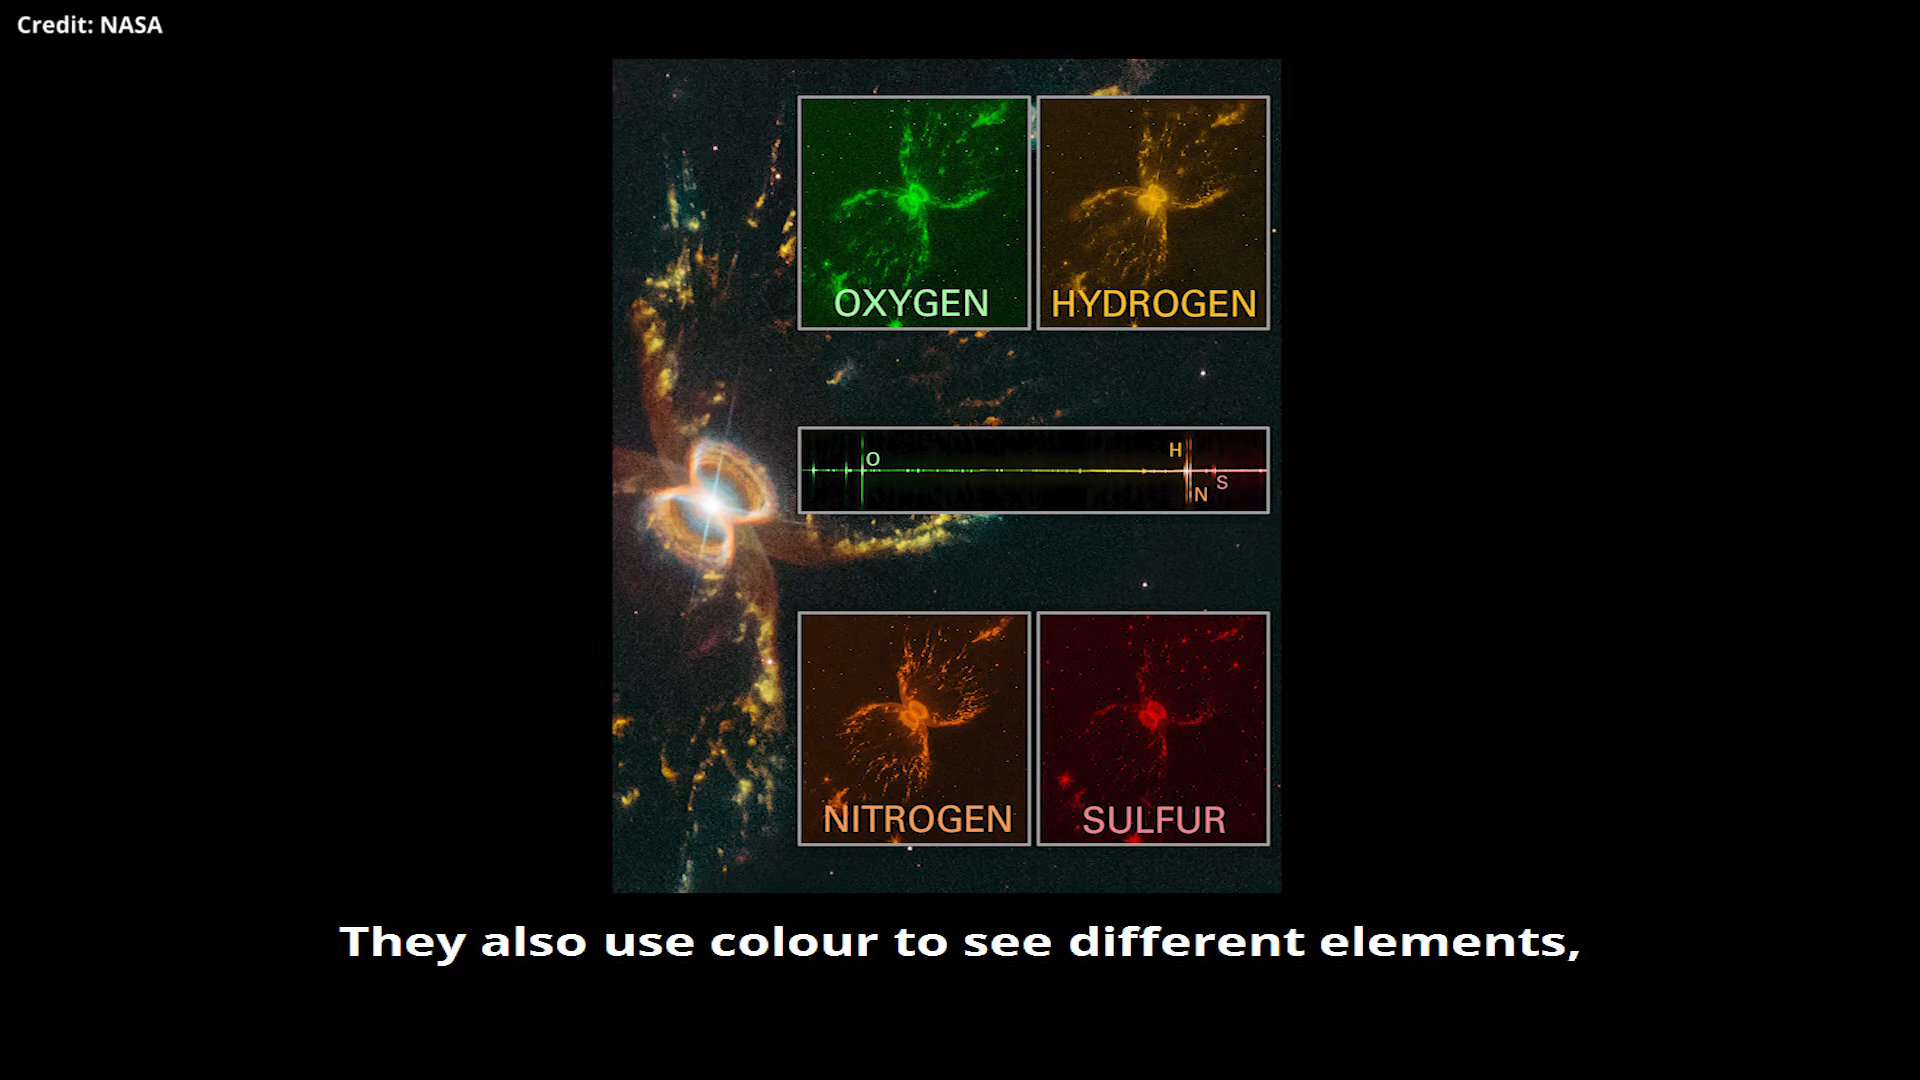 Credit: NASA
OXYGEN
HYDROGEN
O
H
N
S
NITROGEN
SULFUR
They also use colour to see different elements,